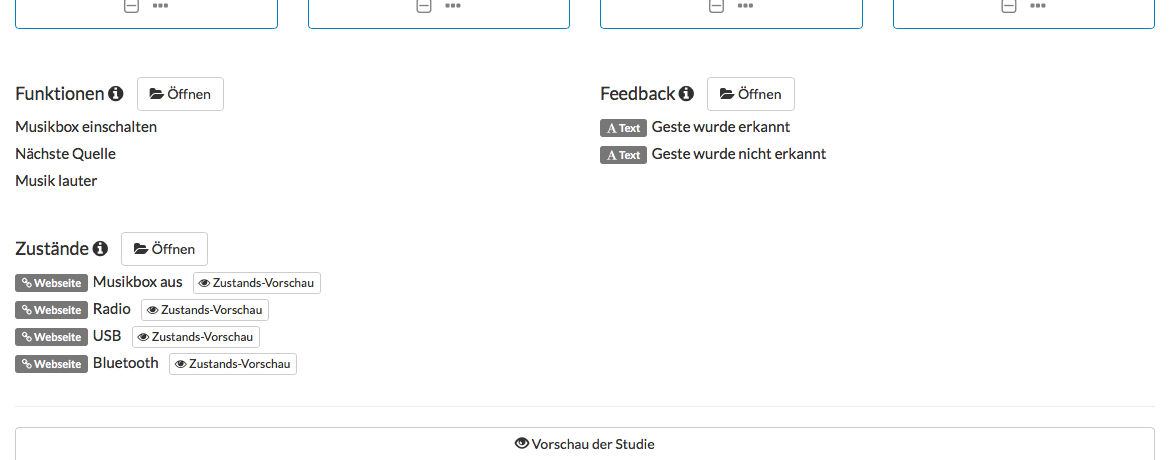 Funktionen Öffnen
Musikbox einschalten
Nächste Quelle
Musik lauter
Feedback Öffnen
Text Geste wurde erkannt
Text Geste wurde nicht erkannt
Zustände Öffnen
Webseite Musikbox aus Zustands-Vorschau
Webseite Radio Zustands-Vorschau
Webseite USB Zustands-Vorschau
Webseite Bluetooth Zustands-Vorschau
Vorschau der Studie